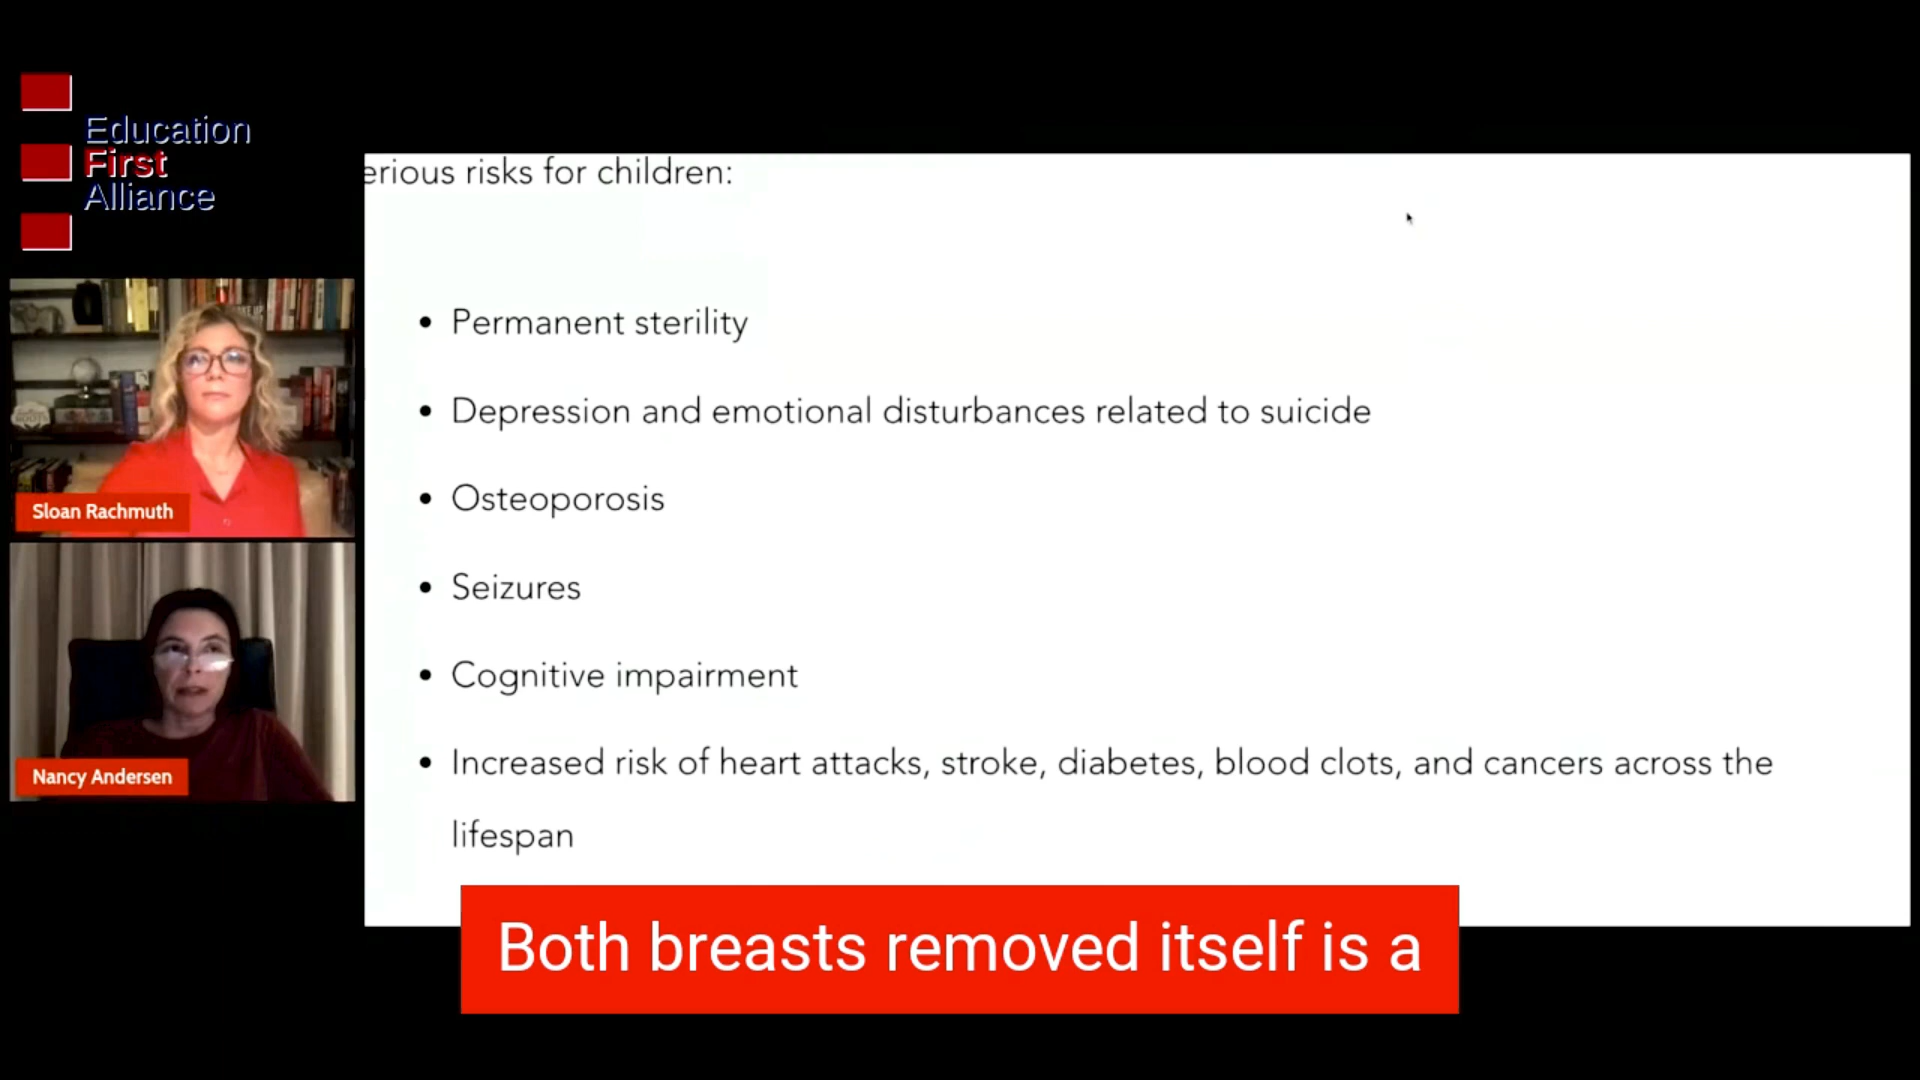 Education
First
Alliance
erious risks for children:
• Permanent sterility
• Depression and emotional disturbances related to suicide
• Osteoporosis
• Seizures
• Cognitive impairment
• Increased risk of heart attacks, stroke, diabetes, blood clots, and cancers across the
lifespan
Sloan Rachmuth
Nancy Andersen
Both breasts removed itself is a